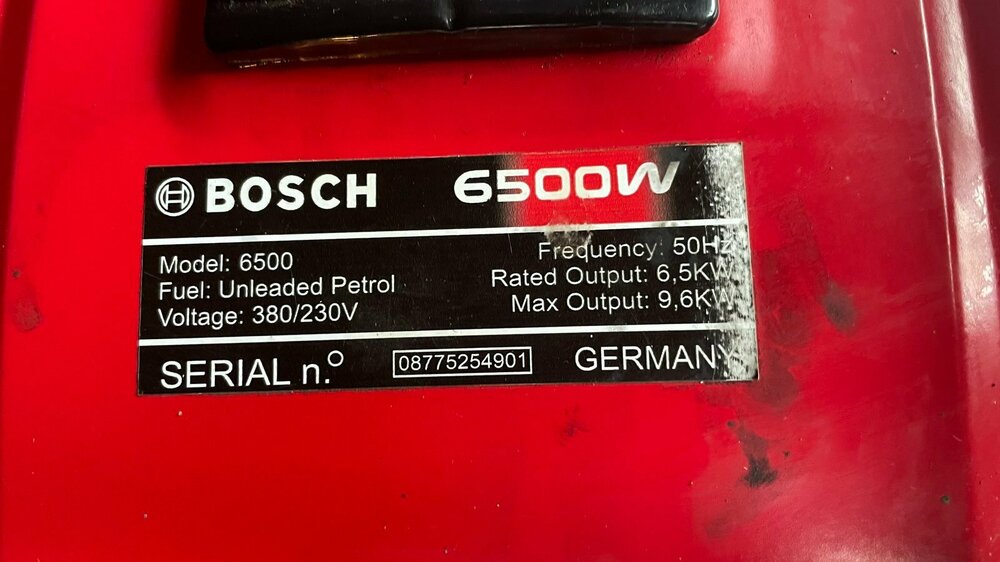 BOSCH 6500W
Model: 6500
Fuel: Unleaded Petrol
Voltage: 380/230V
Frequency: 50Hz
Rated Output: 6,5KW
Max Output: 9,6KW
SERIAL n.º 08775254901 GERMANY